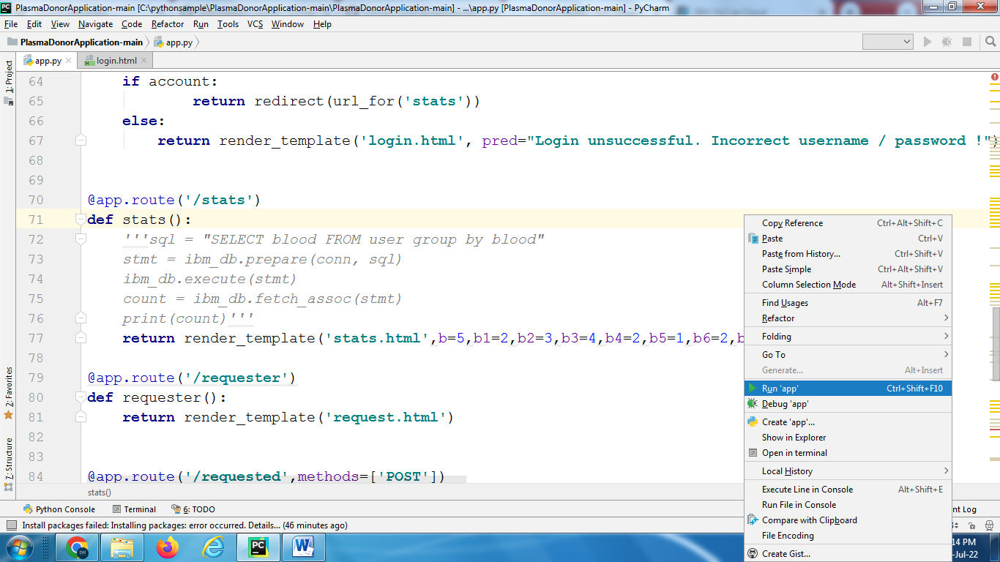 PlasmaDonorApplication-main [C:\pythonsample\PlasmaDonorApplication-main\PlasmaDonorApplication-main] - ...\app.py [PlasmaDonorApplication-main] - PyCharm
File Edit View Navigate Code Refactor Run Tools VCS Window Help
PlasmaDonorApplication-main app.py
app.py login.html
1: Project
2: Favorites
7: Structure
64 if account:
65 return redirect(url_for('stats'))
66 else:
67 return render_template('login.html', pred="Login unsuccessful. Incorrect username / password !")
68
69
70 @app.route('/stats')
71 def stats():
72 '''sql = "SELECT blood FROM user group by blood"
73 stmt = ibm_db.prepare(conn, sql)
74 ibm_db.execute(stmt)
75 count = ibm_db.fetch_assoc(stmt)
76 print(count)'''
77 return render_template('stats.html',b=5,b1=2,b2=3,b3=4,b4=2,b5=1,b6=2,b
78
79 @app.route('/requester')
80 def requester():
81 return render_template('request.html')
82
83
84 @app.route('/requested',methods=['POST'])
stats()
Copy Reference Ctrl+Alt+Shift+C
Paste Ctrl+V
Paste from History... Ctrl+Shift+V
Paste Simple Ctrl+Alt+Shift+V
Column Selection Mode Alt+Shift+Insert
Find Usages Alt+F7
Refactor
Folding
Go To
Generate... Alt+Insert
Run 'app' Ctrl+Shift+F10
Debug 'app'
Create 'app'...
Show in Explorer
Open in terminal
Local History
Execute Line in Console Alt+Shift+E
Run File in Console
Compare with Clipboard
File Encoding
Create Gist...
Python Console Terminal 6: TODO
nt Log
Install packages failed: Installing packages: error occurred. Details... (46 minutes ago)
14 PM
-Jul-22